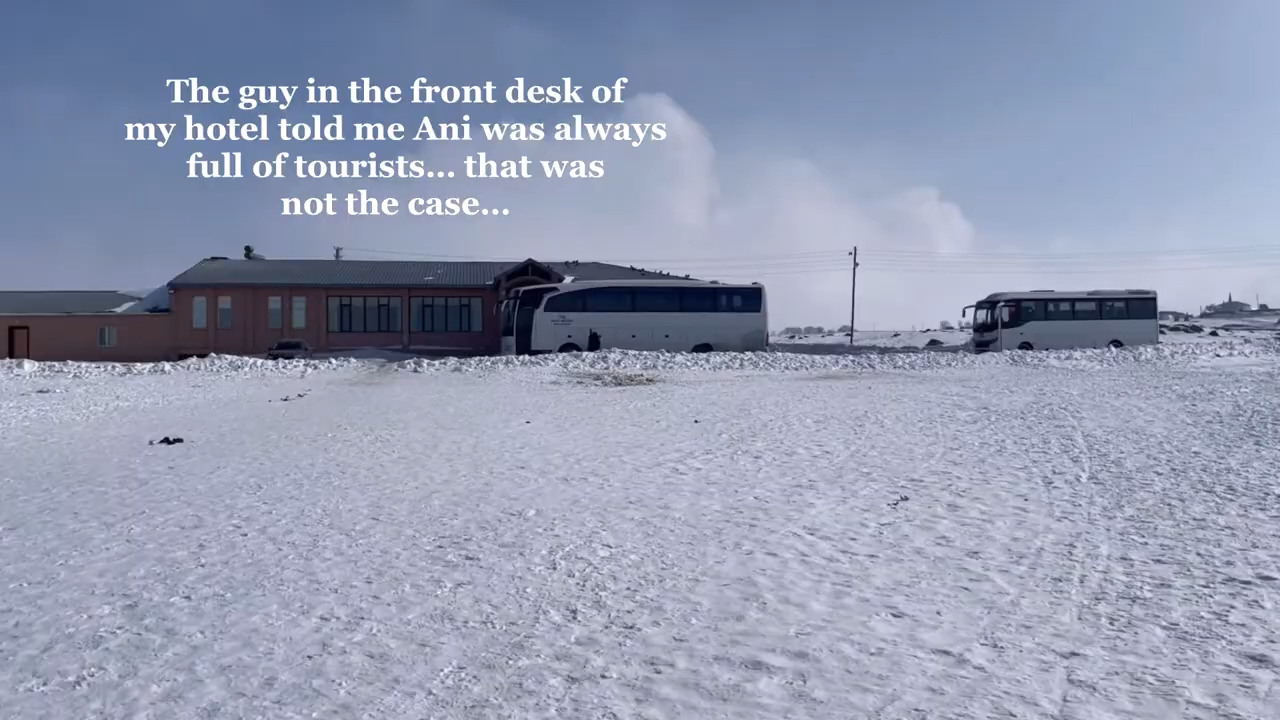 The guy in the front desk of
my hotel told me Ani was always
full of tourists... that was
not the case...